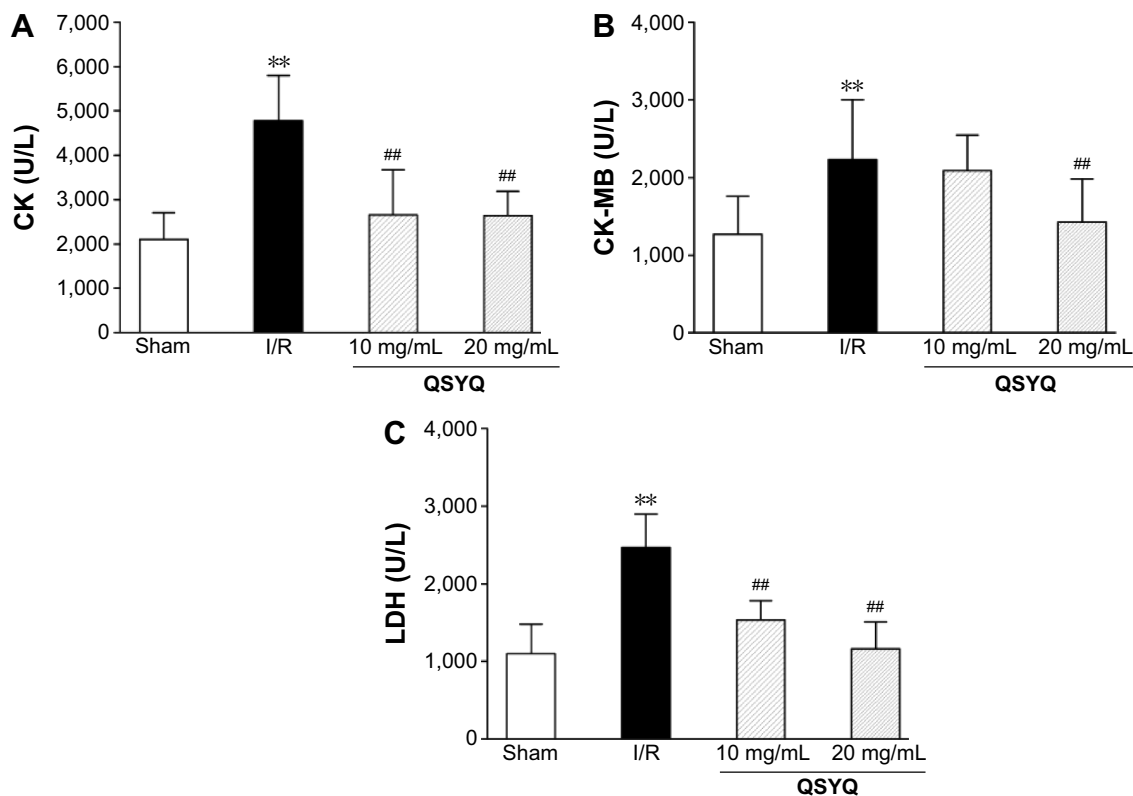 A
CK (U/L)
7,000
6,000
5,000
4,000
3,000
2,000
1,000
0
**
##
##
Sham
I/R
10 mg/mL
20 mg/mL
QSYQ
B
CK-MB (U/L)
4,000
3,000
2,000
1,000
0
**
##
Sham
I/R
10 mg/mL
20 mg/mL
QSYQ
C
LDH (U/L)
4,000
3,000
2,000
1,000
0
**
##
##
Sham
I/R
10 mg/mL
20 mg/mL
QSYQ